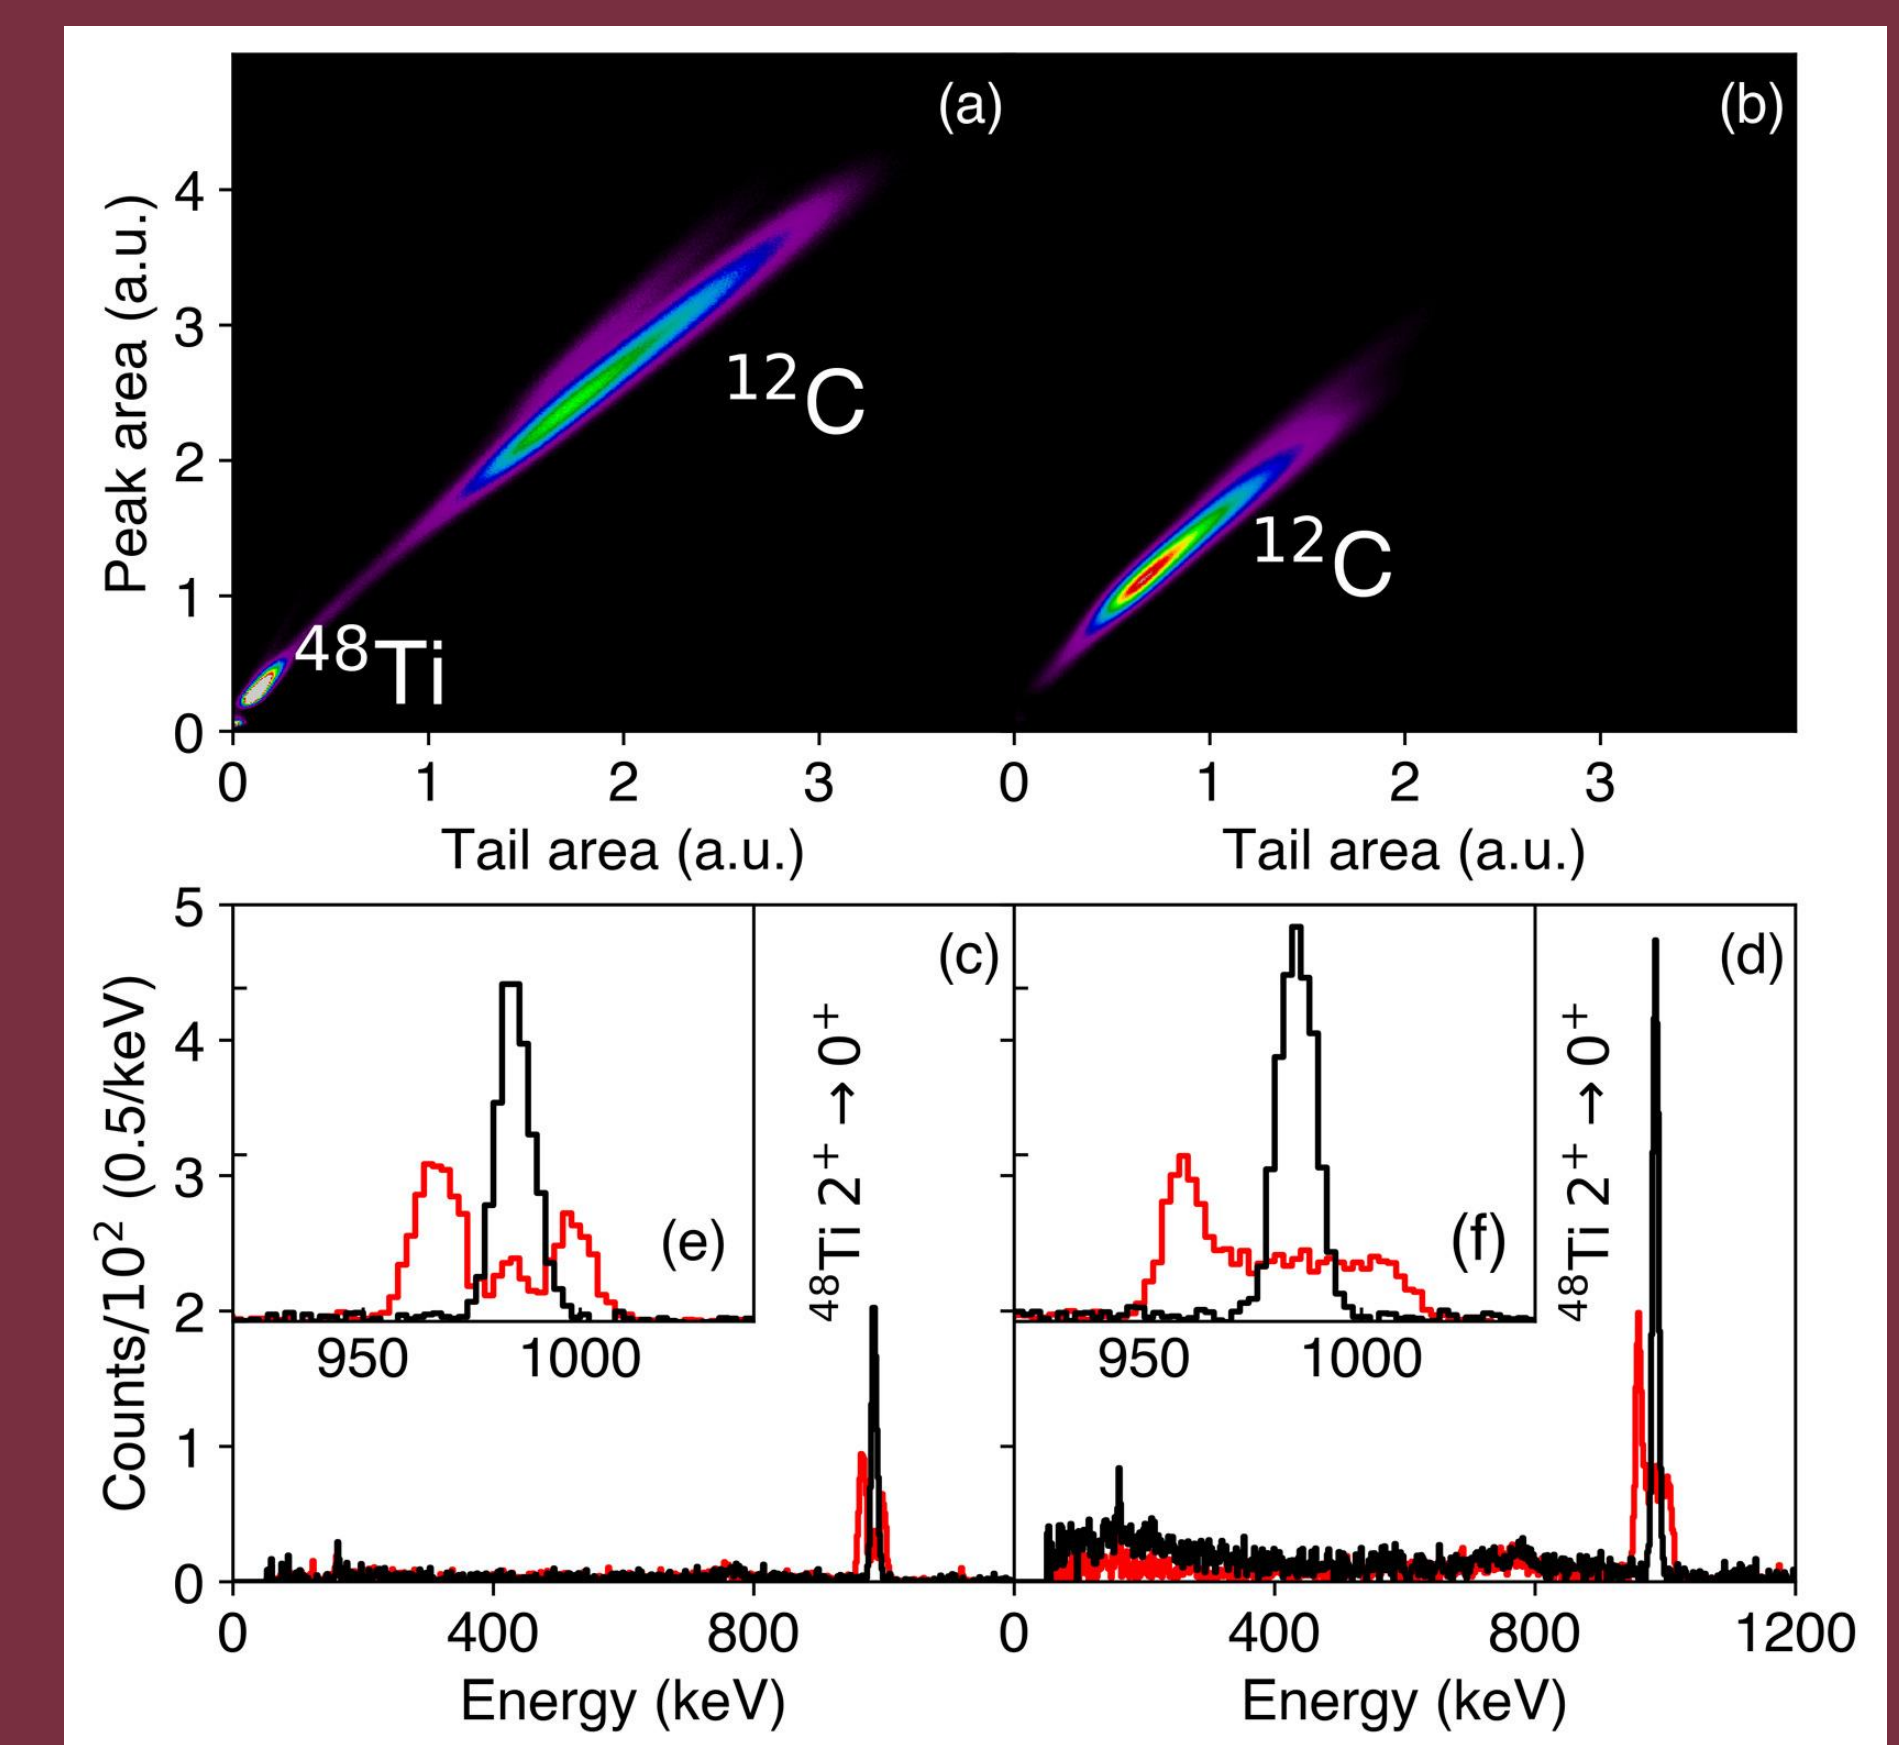 (a)
(b)
Peak area (a.u.)
4
3
2
1
0
¹²C
¹²C
⁴⁸Ti
0 1 2 3
0 1 2 3
Tail area (a.u.)
Tail area (a.u.)
Counts/10² (0.5/keV)
5
4
3
2
1
0
(c)
(d)
(e)
(f)
⁴⁸Ti 2⁺→0⁺
⁴⁸Ti 2⁺→0⁺
950 1000
950 1000
0 400 800
0 400 800 1200
Energy (keV)
Energy (keV)